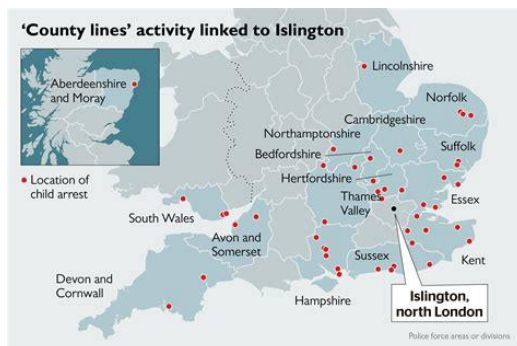 ‘County lines’ activity linked to Islington
Aberdeenshire
and Moray
Location of
child arrest
Lincolnshire
Norfolk
Cambridgeshire
Northamptonshire
Bedfordshire
Suffolk
Hertfordshire
Thames
Valley
Essex
South Wales
Avon and
Somerset
Sussex
Kent
Devon and
Cornwall
Hampshire
Islington,
north London
Police force areas or divisions